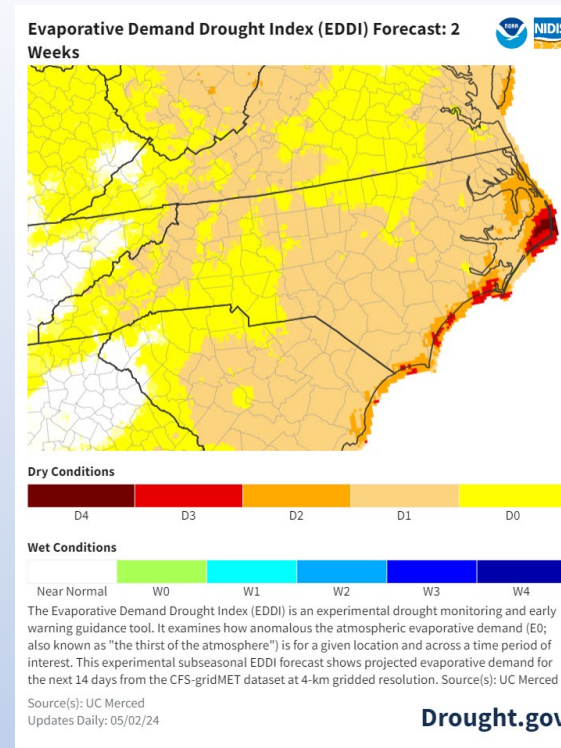 Evaporative Demand Drought Index (EDDI) Forecast: 2
Weeks
NOAA
NIDIS
Dry Conditions
D4 D3 D2 D1 D0
Wet Conditions
Near Normal W0 W1 W2 W3 W4
The Evaporative Demand Drought Index (EDDI) is an experimental drought monitoring and early
warning guidance tool. It examines how anomalous the atmospheric evaporative demand (E0;
also known as "the thirst of the atmosphere") is for a given location and across a time period of
interest. This experimental subseasonal EDDI forecast shows projected evaporative demand for
the next 14 days from the CFS-gridMET dataset at 4-km gridded resolution. Source(s): UC Merced
Source(s): UC Merced
Updates Daily: 05/02/24
Drought.gov